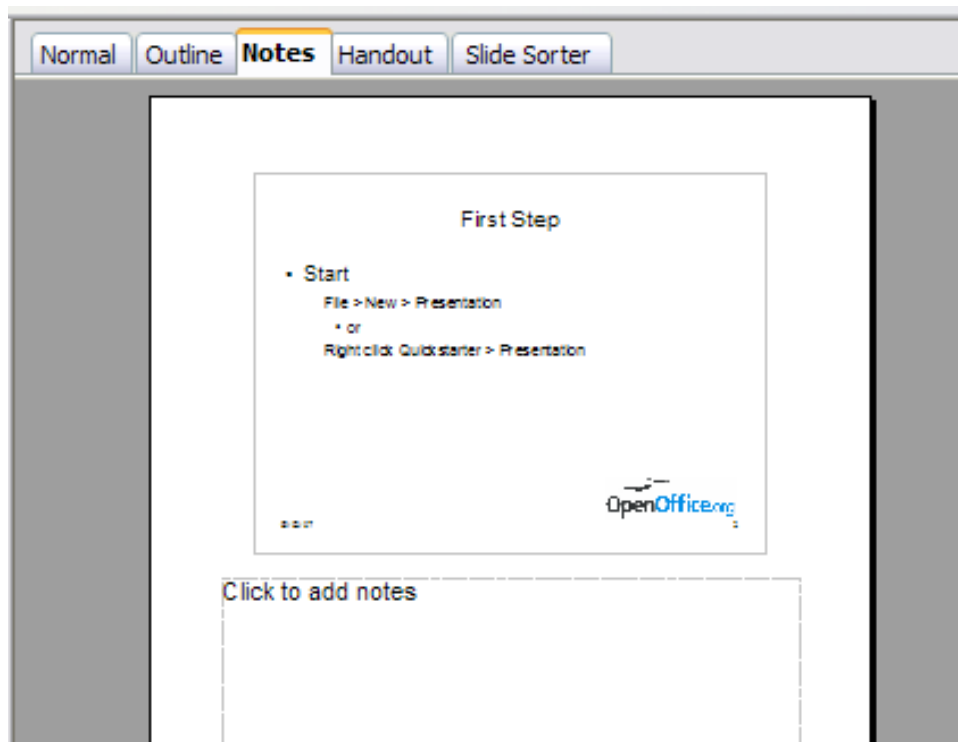 Normal Outline Notes Handout Slide Sorter
First Step
• Start
File > New > Presentation
• or
Right click Quickstarter > Presentation
OpenOffice.org
Click to add notes